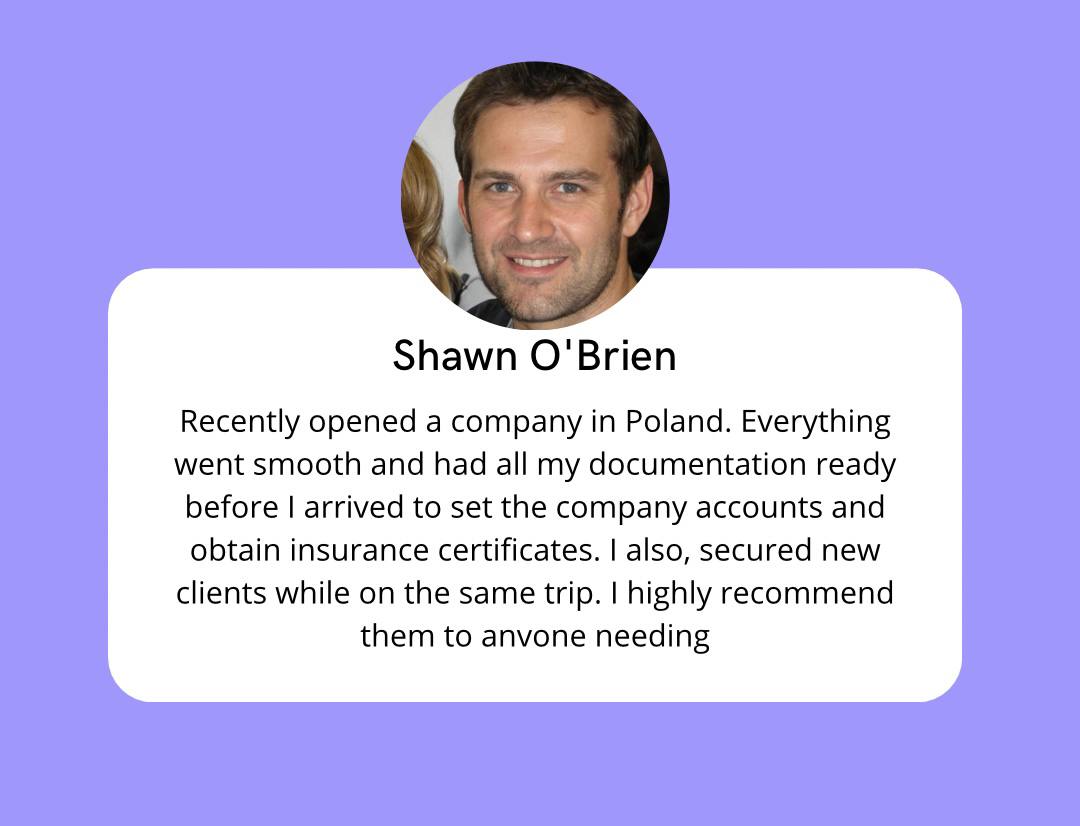 Shawn O'Brien
Recently opened a company in Poland. Everything
went smooth and had all my documentation ready
before I arrived to set the company accounts and
obtain insurance certificates. I also, secured new
clients while on the same trip. I highly recommend
them to anvone needing